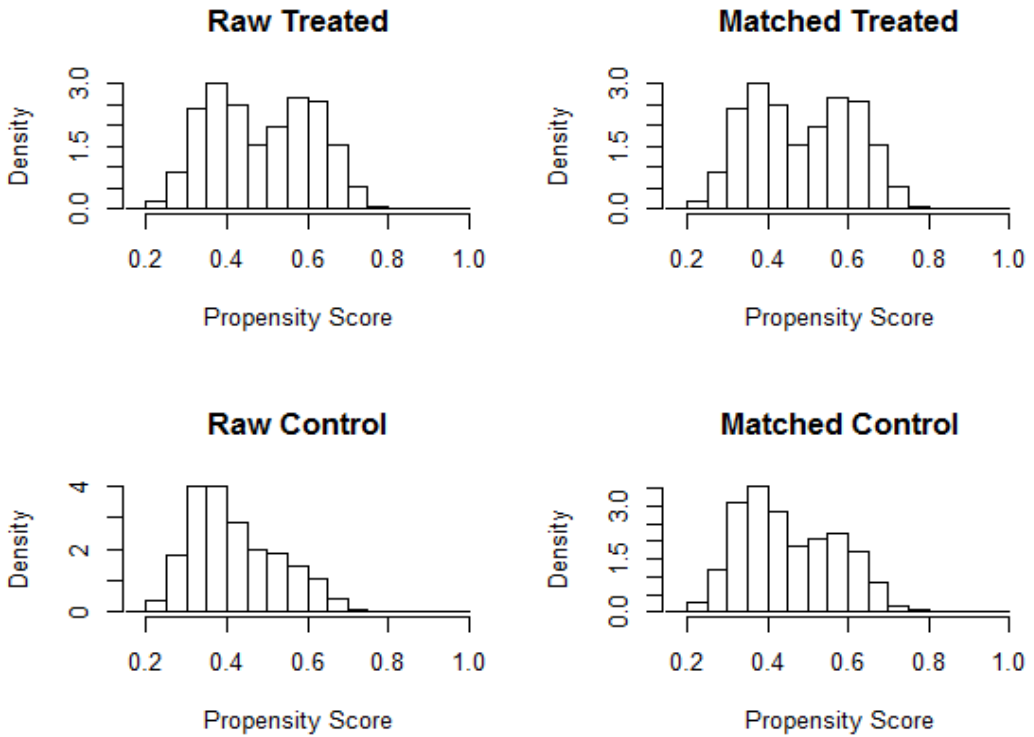 Raw Treated
Density
3.0
1.5
0.0
0.2 0.4 0.6 0.8 1.0
Propensity Score
Matched Treated
Density
3.0
1.5
0.0
0.2 0.4 0.6 0.8 1.0
Propensity Score
Raw Control
Density
4
2
0
0.2 0.4 0.6 0.8 1.0
Propensity Score
Matched Control
Density
3.0
1.5
0.0
0.2 0.4 0.6 0.8 1.0
Propensity Score